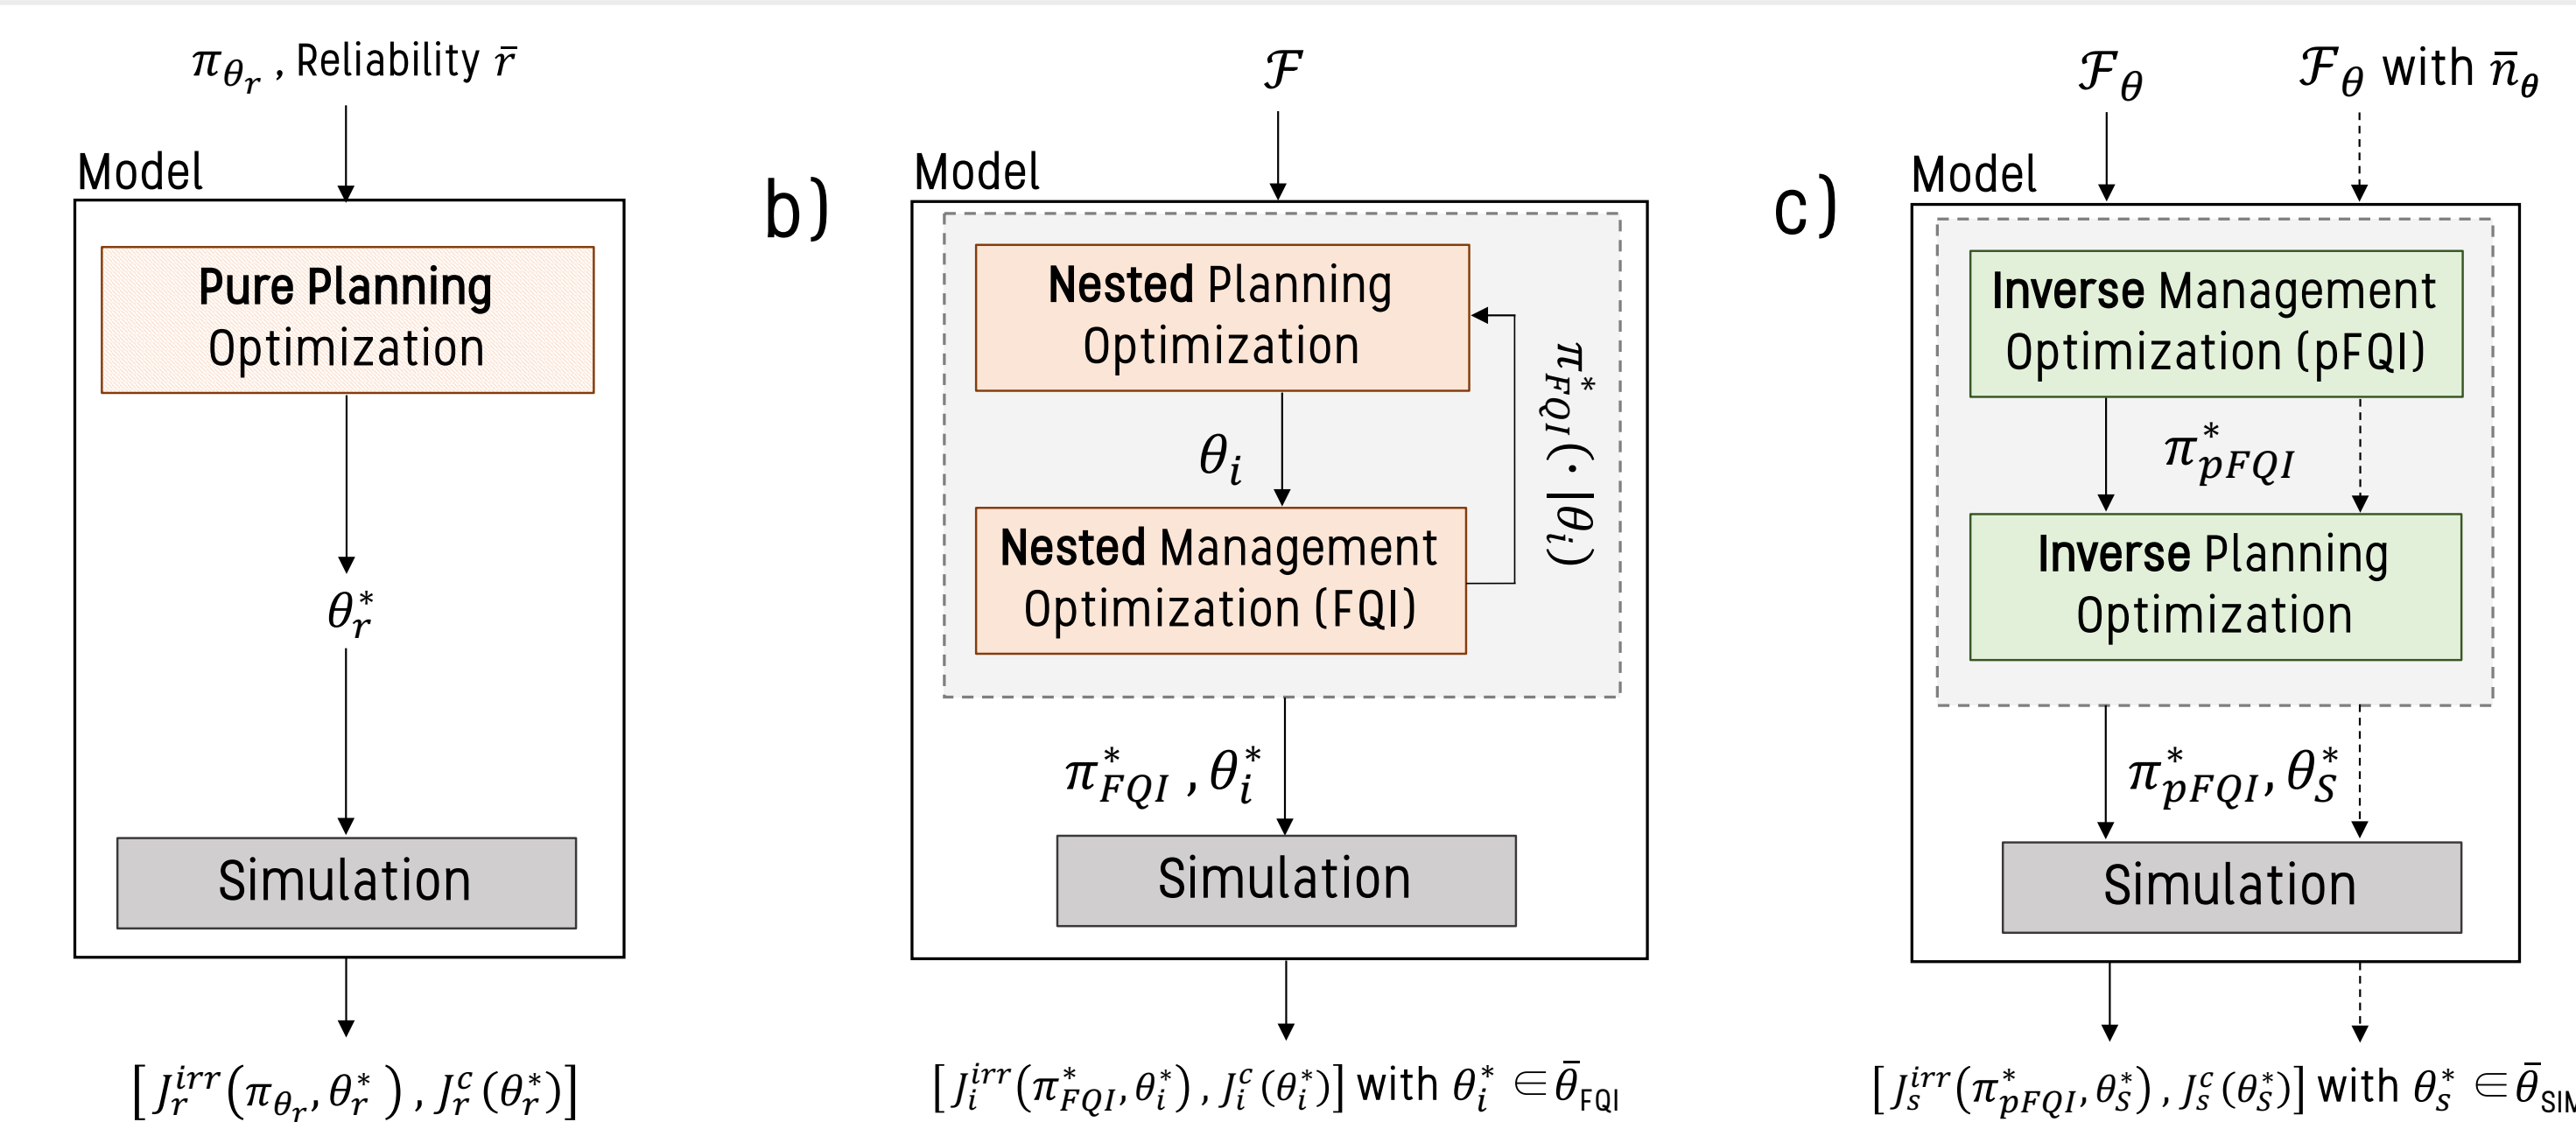 π_{θ_r} , Reliability r̄
Model
Pure Planning
Optimization
θ_r^*
Simulation
[J_r^{irr}(π_{θ_r}, θ_r^*) , J_r^c(θ_r^*)]
b)
ℱ
Model
Nested Planning
Optimization
θ_i
Nested Management
Optimization (FQI)
π_{FQI}^*(· |θ_i)
π_{FQI}^* , θ_i^*
Simulation
[J_i^{irr}(π_{FQI}^*, θ_i^*) , J_i^c(θ_i^*)] with θ_i^* ∈ θ̄_{FQI}
c)
ℱ_θ
ℱ_θ with n̄_θ
Model
Inverse Management
Optimization (pFQI)
π_{pFQI}^*
Inverse Planning
Optimization
π_{pFQI}^*, θ_S^*
Simulation
[J_s^{irr}(π_{pFQI}^*, θ_S^*) , J_s^c(θ_S^*)] with θ_s^* ∈ θ̄_{SIM}